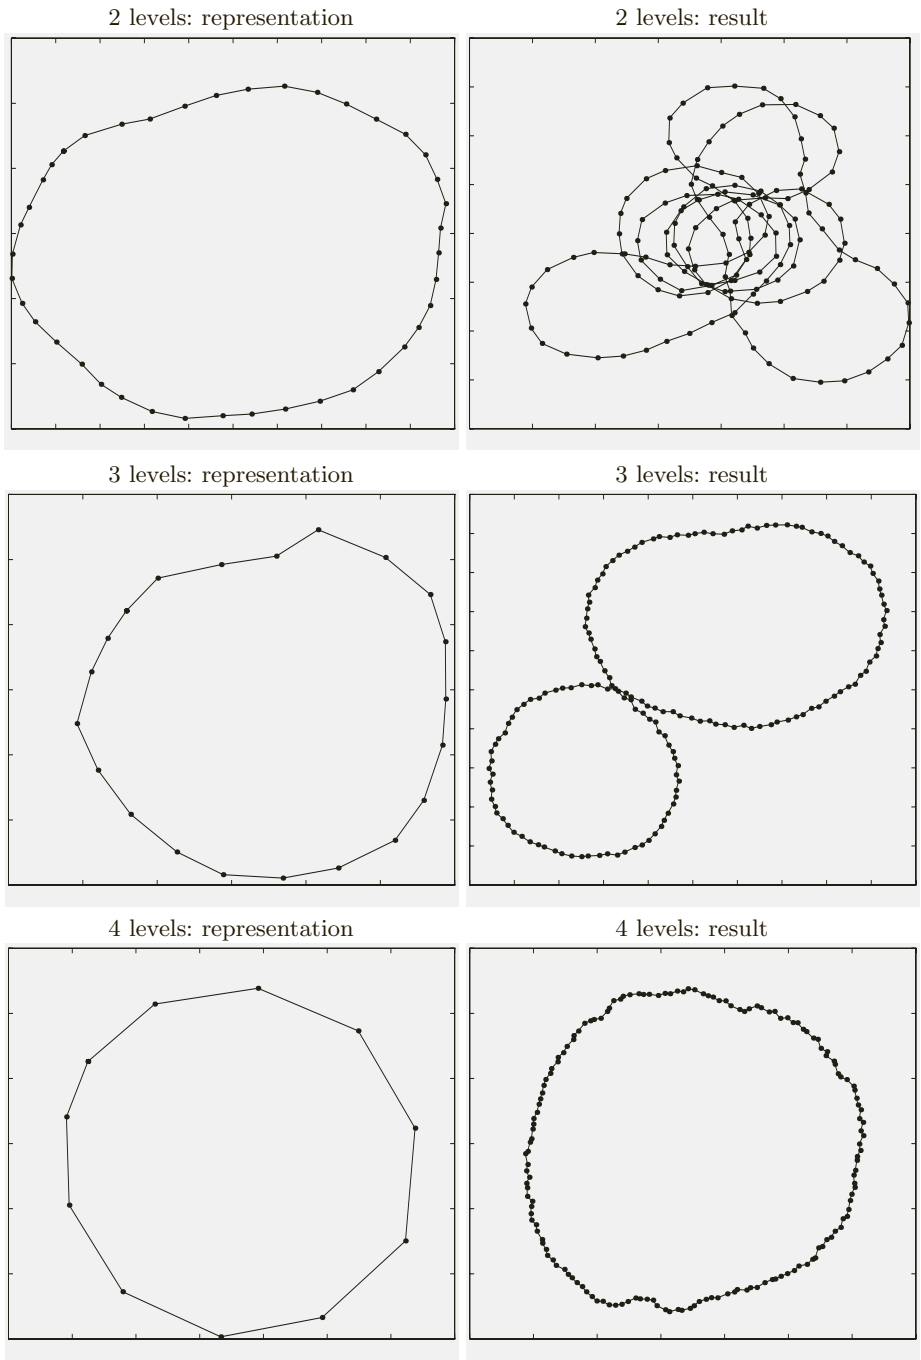 2 levels: representation
2 levels: result
3 levels: representation
3 levels: result
4 levels: representation
4 levels: result